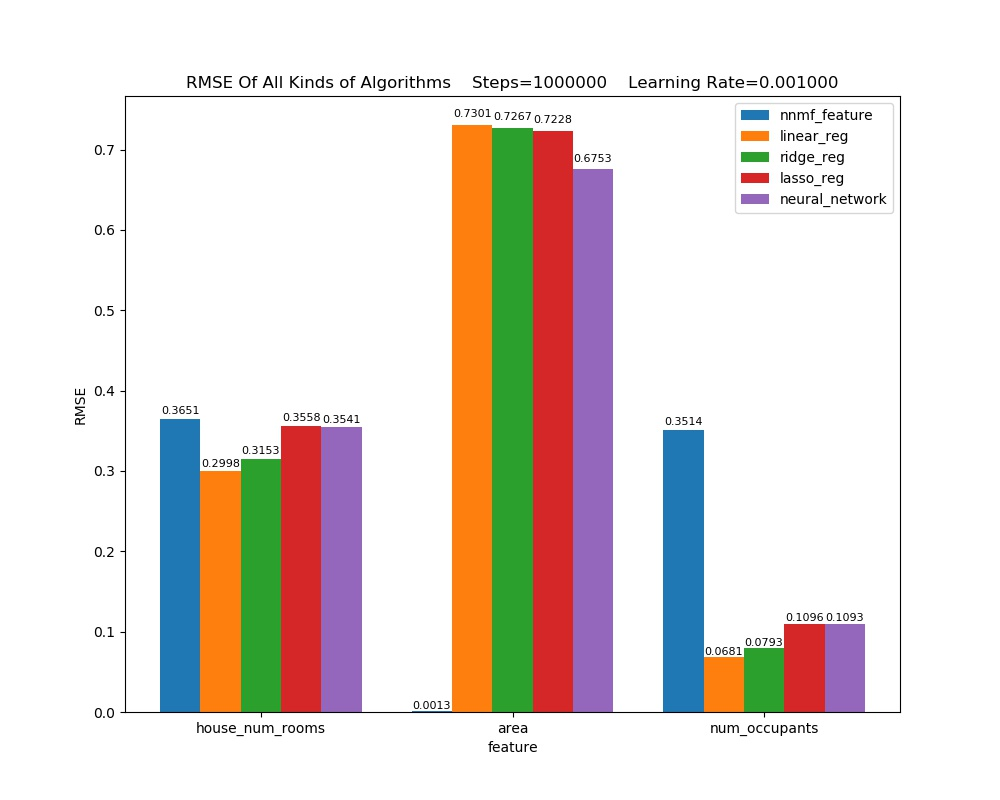 RMSE Of All Kinds of Algorithms    Steps=1000000    Learning Rate=0.001000
nnmf_feature
linear_reg
ridge_reg
lasso_reg
neural_network
RMSE
0.7
0.6
0.5
0.4
0.3
0.2
0.1
0.0
0.3651
0.2998
0.3153
0.3558
0.3541
0.0013
0.7301
0.7267
0.7228
0.6753
0.3514
0.0681
0.0793
0.1096
0.1093
house_num_rooms
area
num_occupants
feature